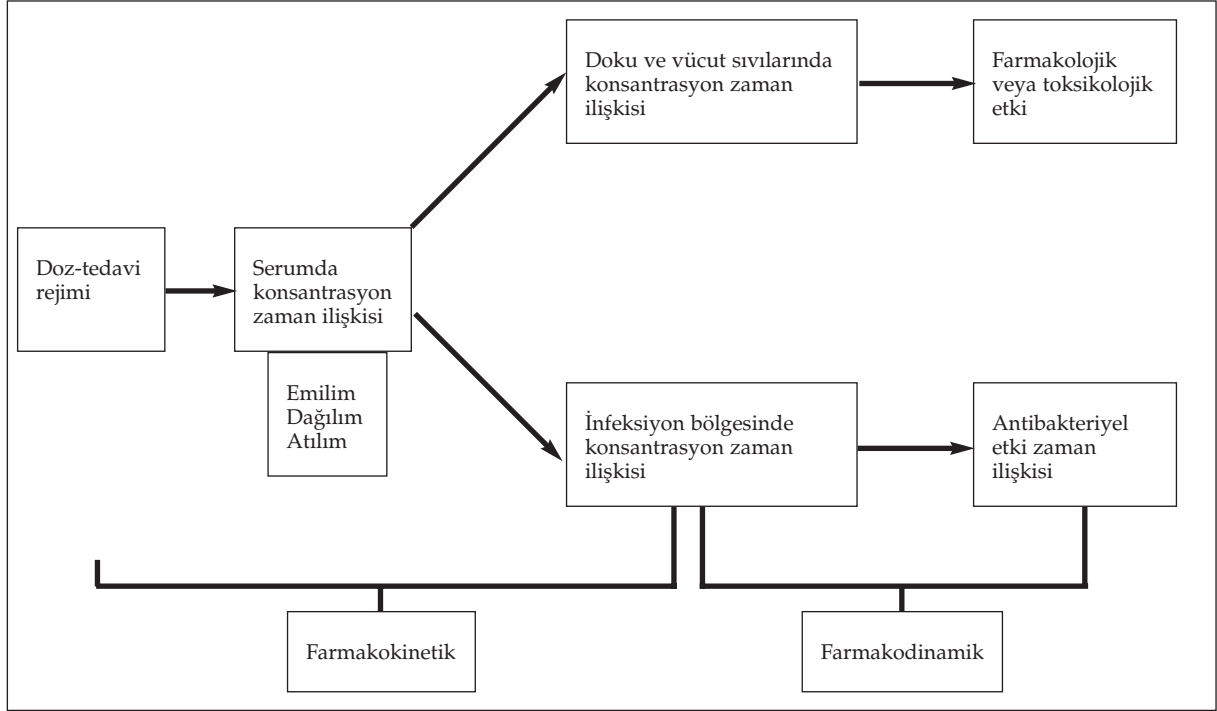 Doku ve vücut sıvılarında
konsantrasyon zaman
ilişkisi
Farmakolojik
veya toksikolojik
etki
Doz-tedavi
rejimi
Serumda
konsantrasyon
zaman ilişkisi
Emilim
Dağılım
Atılım
İnfeksiyon bölgesinde
konsantrasyon zaman
ilişkisi
Antibakteriyel
etki zaman
ilişkisi
Farmakokinetik
Farmakodinamik